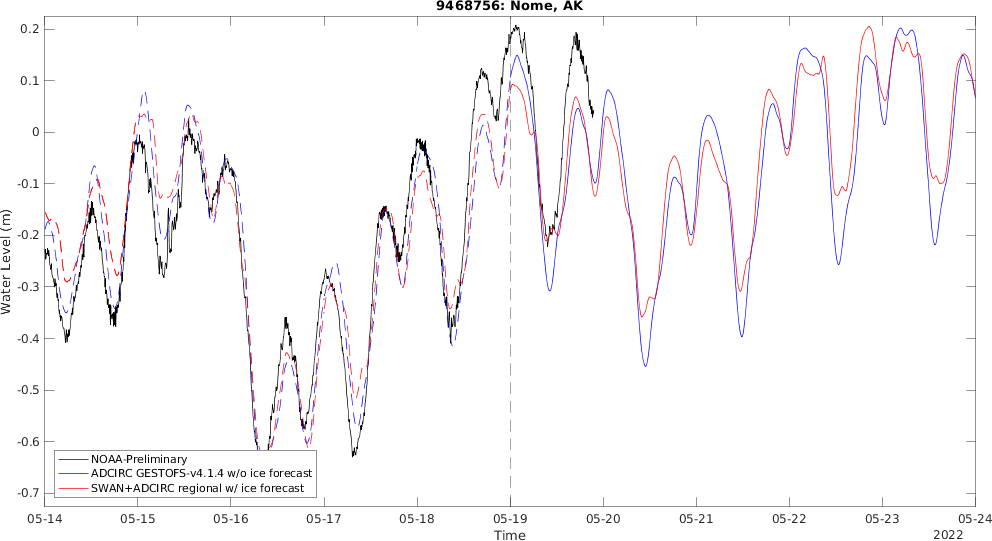 9468756: Nome, AK
0.2
0.1
0
-0.1
-0.2
-0.3
-0.4
-0.5
-0.6
-0.7
Water Level (m)
NOAA-Preliminary
ADCIRC GESTOFS-v4.1.4 w/o ice forecast
SWAN+ADCIRC regional w/ ice forecast
05-14 05-15 05-16 05-17 05-18 05-19 05-20 05-21 05-22 05-23 05-24
Time
2022